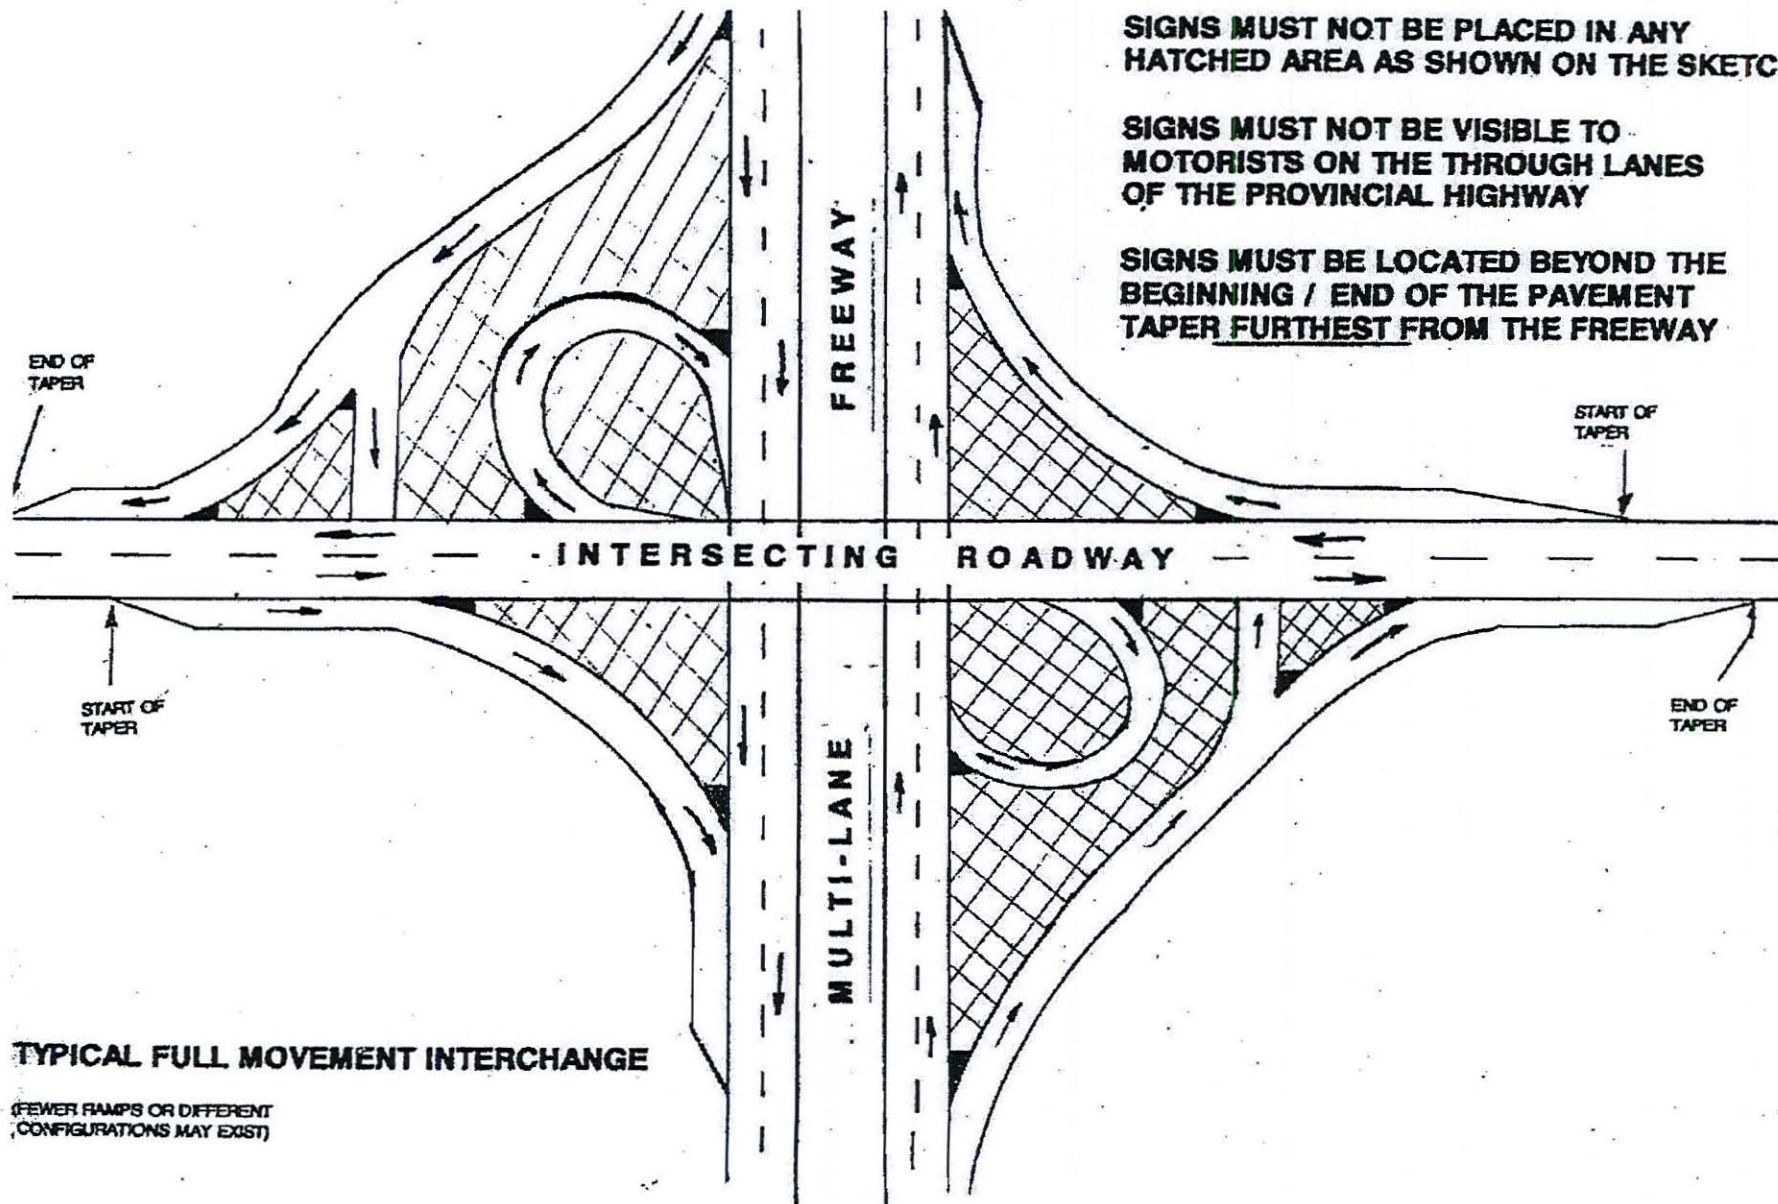 SIGNS MUST NOT BE PLACED IN ANY
HATCHED AREA AS SHOWN ON THE SKETC
SIGNS MUST NOT BE VISIBLE TO
MOTORISTS ON THE THROUGH LANES
OF THE PROVINCIAL HIGHWAY
SIGNS MUST BE LOCATED BEYOND THE
BEGINNING / END OF THE PAVEMENT
TAPER FURTHEST FROM THE FREEWAY
FREEWAY
END OF
TAPER
START OF
TAPER
INTERSECTING ROADWAY
START OF
TAPER
END OF
TAPER
MULTI-LANE
TYPICAL FULL MOVEMENT INTERCHANGE
(FEWER RAMPS OR DIFFERENT
CONFIGURATIONS MAY EXIST)